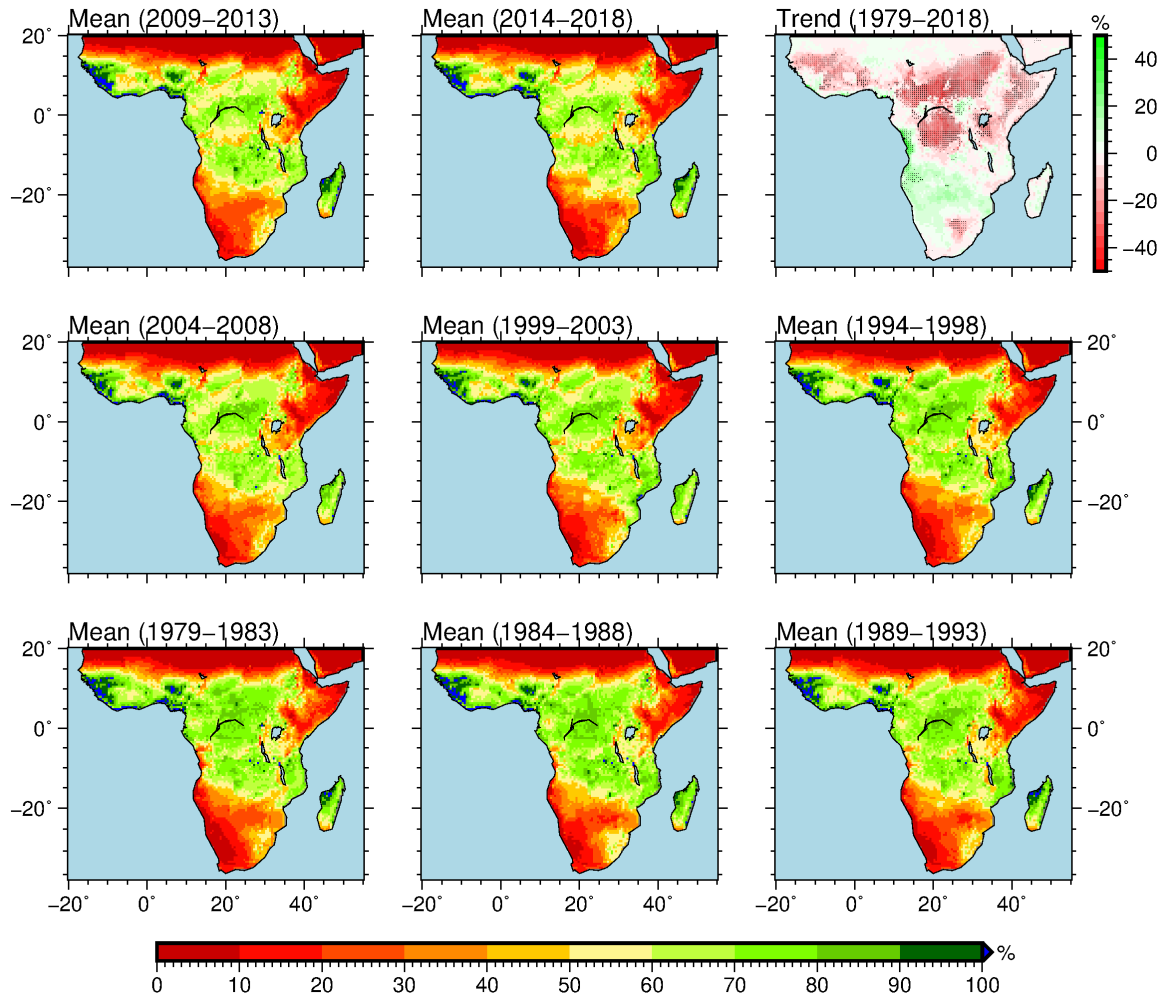 Mean (2009−2013)
Mean (2014−2018)
Trend (1979−2018)
%
20°
0°
−20°
40
20
0
−20
−40
Mean (2004−2008)
Mean (1999−2003)
Mean (1994−1998)
20°
0°
−20°
20°
0°
−20°
Mean (1979−1983)
Mean (1984−1988)
Mean (1989−1993)
20°
0°
−20°
20°
0°
−20°
−20° 0° 20° 40°
−20° 0° 20° 40°
−20° 0° 20° 40°
%
0 10 20 30 40 50 60 70 80 90 100